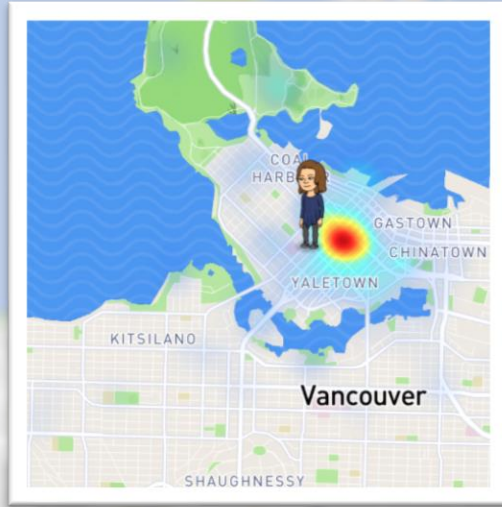 COAL
HARB
GASTOWN
CHINATOWN
YALETOWN
KITSILANO
Vancouver
SHAUGHNESSY